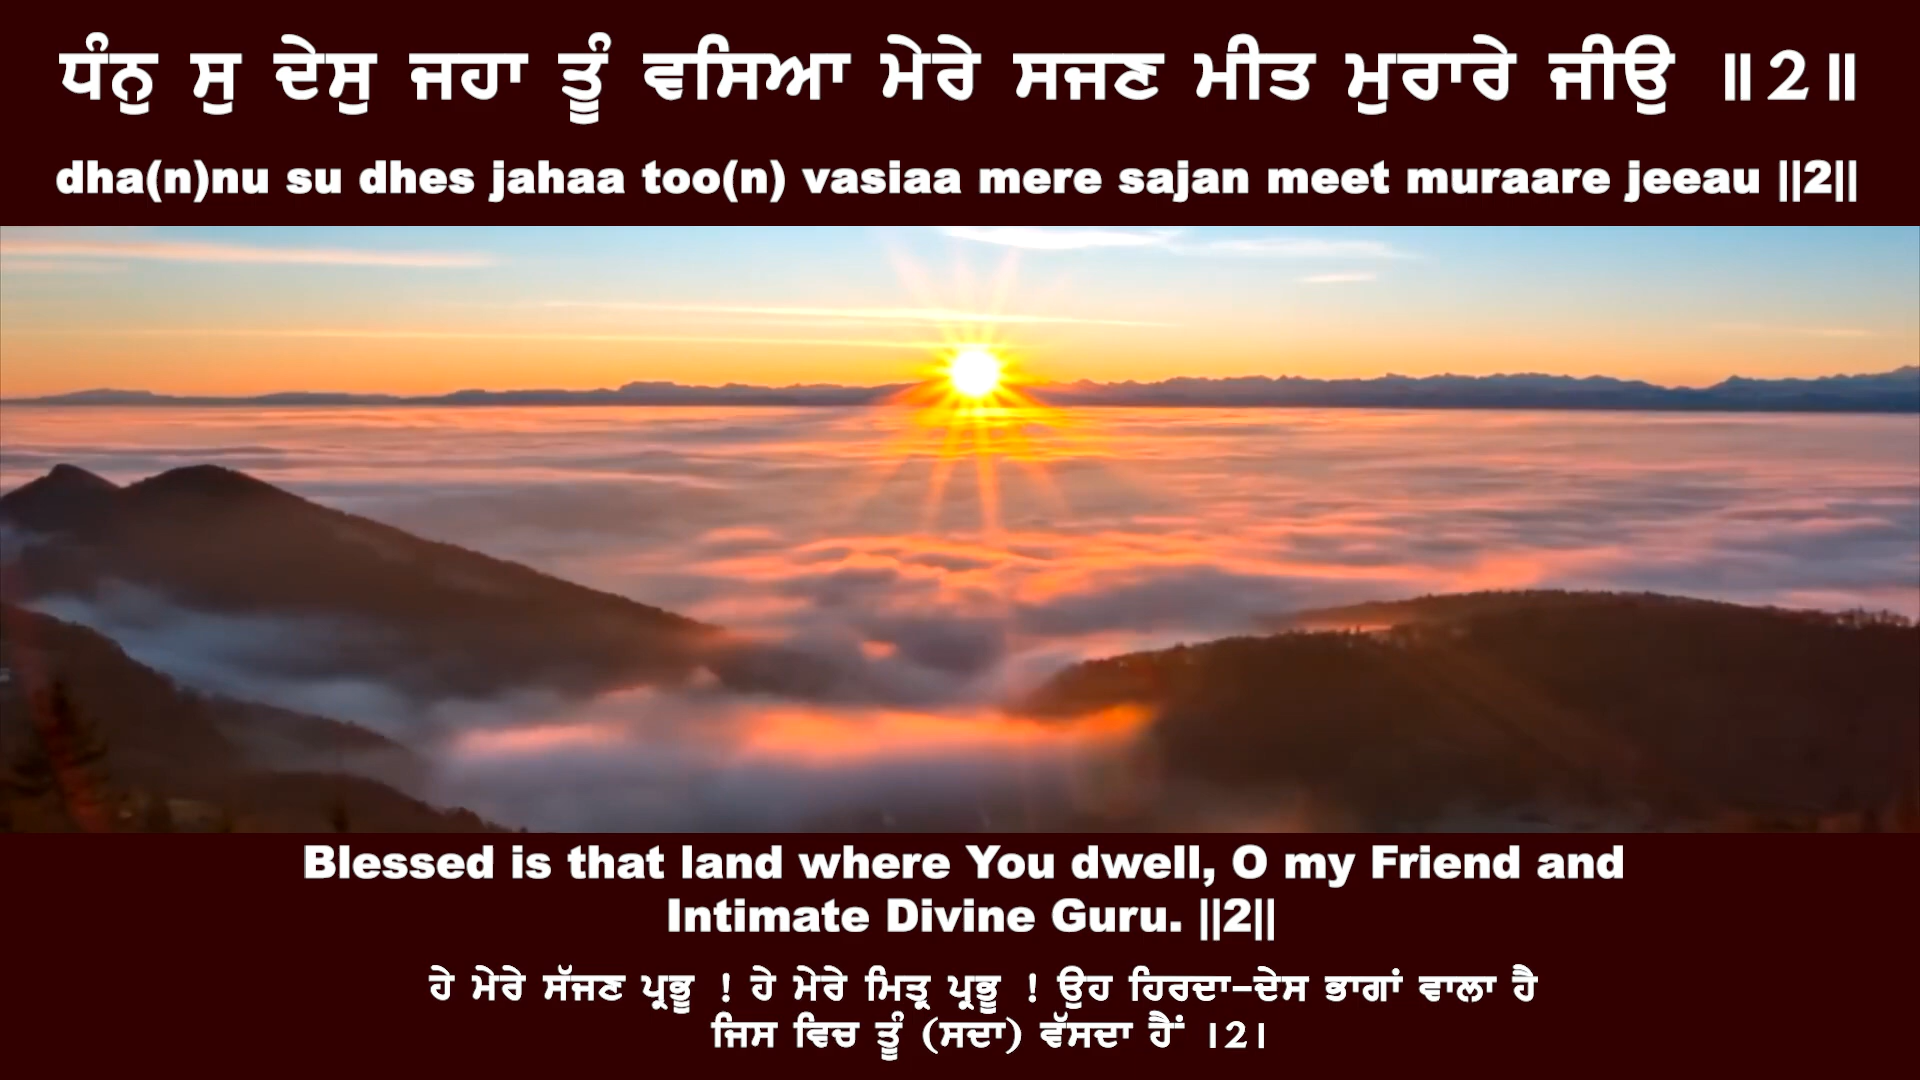 ਧੰਨੁ ਸੁ ਦੇਸੁ ਜਹਾ ਤੂੰ ਵਸਿਆ ਮੇਰੇ ਸਜਣ ਮੀਤ ਮੁਰਾਰੇ ਜੀਉ ॥2॥
dha(n)nu su dhes jahaa too(n) vasiaa mere sajan meet muraare jeeau ||2||
Blessed is that land where You dwell, O my Friend and
Intimate Divine Guru. ||2||
ਹੇ ਮੇਰੇ ਸੱਜਣ ਪ੍ਰਭੂ ! ਹੇ ਮੇਰੇ ਮਿਤ੍ਰ ਪ੍ਰਭੂ ! ਉਹ ਹਿਰਦਾ-ਦੇਸ ਭਾਗਾਂ ਵਾਲਾ ਹੈ
ਜਿਸ ਵਿਚ ਤੂੰ (ਸਦਾ) ਵੱਸਦਾ ਹੈਂ ।2।